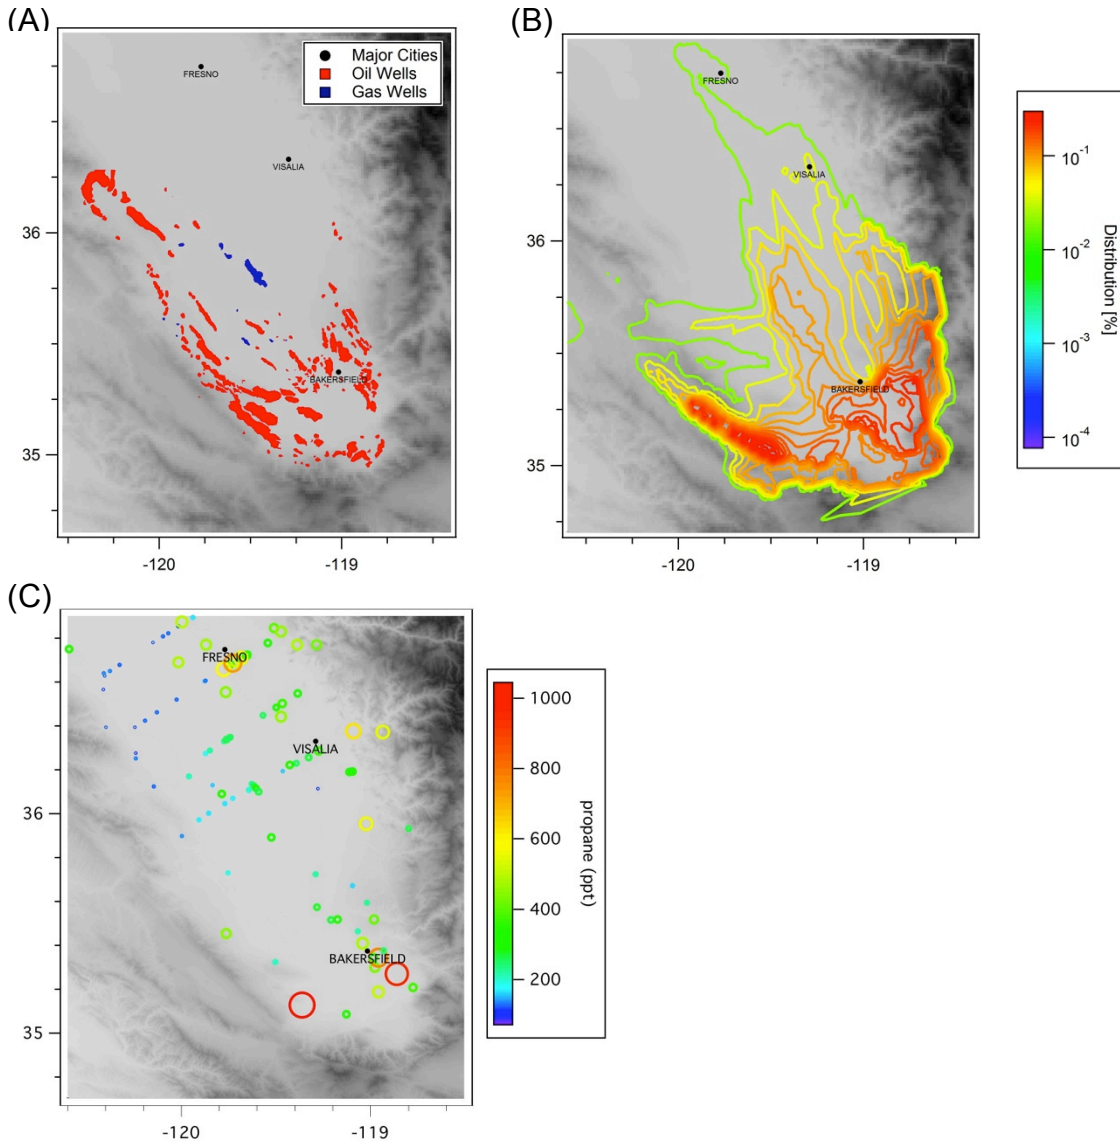 (A)
Major Cities
Oil Wells
Gas Wells
FRESNO
VISALIA
BAKERSFIELD
36
35
-120
-119
(B)
FRESNO
VISALIA
BAKERSFIELD
36
35
-120
-119
10-1
10-2
10-3
10-4
Distribution [%]
(C)
FRESNO
VISALIA
BAKERSFIELD
36
35
-120
-119
1000
800
600
400
200
propane (ppt)